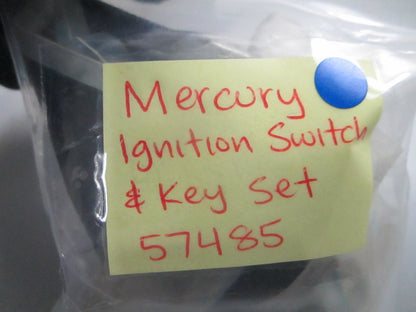 Mercury
Ignition Switch
& Key Set
57485